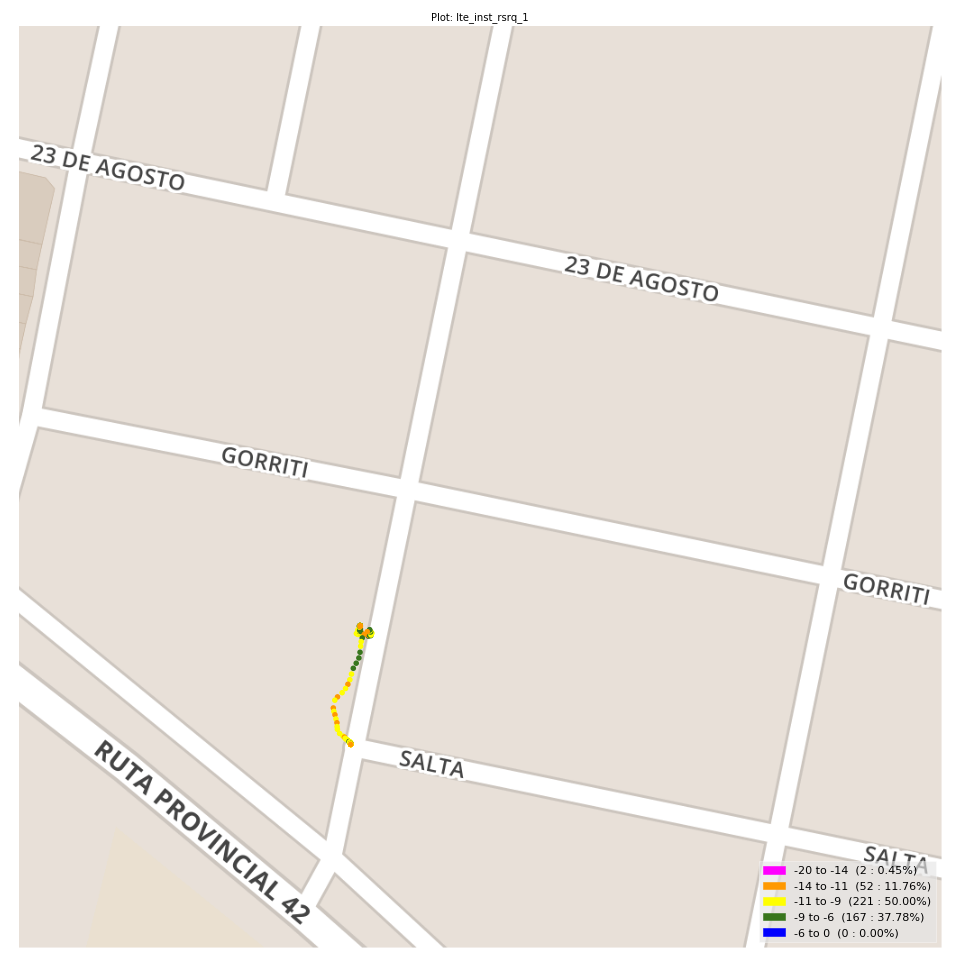 Plot: lte_inst_rsrq_1
23 DE AGOSTO
23 DE AGOSTO
GORRITI
GORRITI
SALTA
RUTA PROVINCIAL 42
SALTA
-20 to -14 (2 : 0.45%)
-14 to -11 (52 : 11.76%)
-11 to -9 (221 : 50.00%)
-9 to -6 (167 : 37.78%)
-6 to 0 (0 : 0.00%)